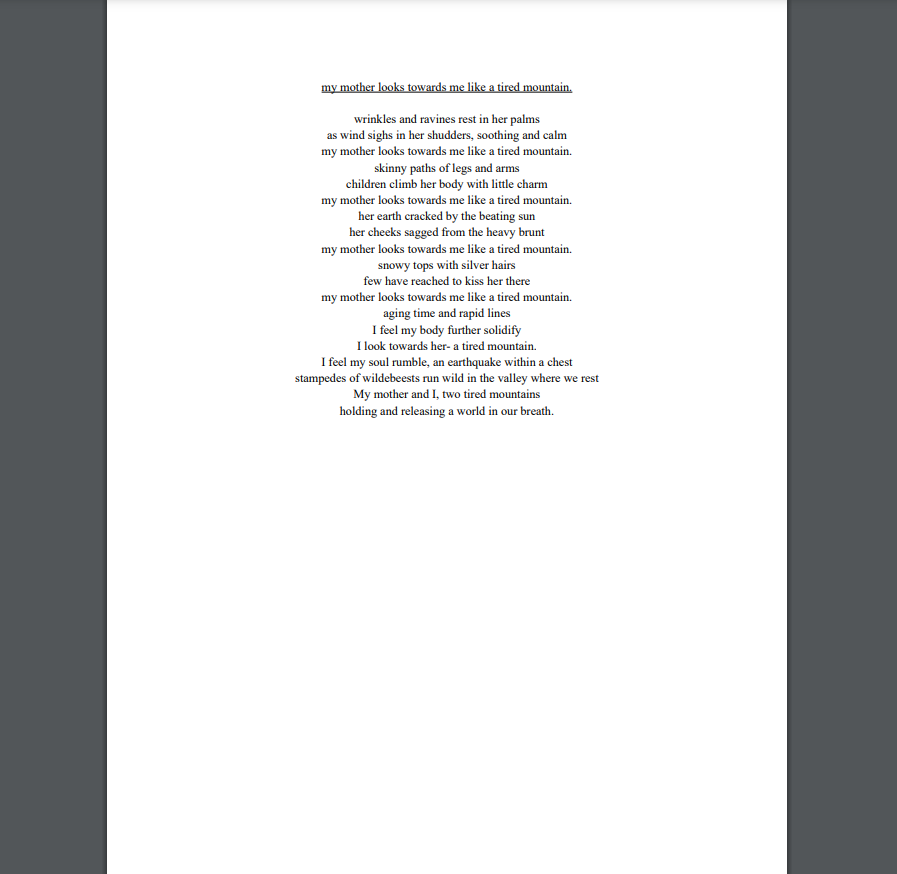 my mother looks towards me like a tired mountain.
wrinkles and ravines rest in her palms
as wind sighs in her shudders, soothing and calm
my mother looks towards me like a tired mountain.
skinny paths of legs and arms
children climb her body with little charm
my mother looks towards me like a tired mountain.
her earth cracked by the beating sun
her cheeks sagged from the heavy brunt
my mother looks towards me like a tired mountain.
snowy tops with silver hairs
few have reached to kiss her there
my mother looks towards me like a tired mountain.
aging time and rapid lines
I feel my body further solidify
I look towards her- a tired mountain.
I feel my soul rumble, an earthquake within a chest
stampedes of wildebeests run wild in the valley where we rest
My mother and I, two tired mountains
holding and releasing a world in our breath.